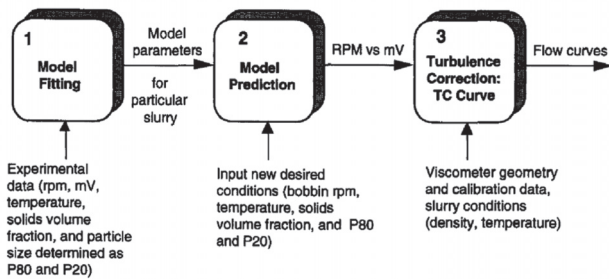 1
Model
Fitting
Model
parameters
for
particular
slurry
2
Model
Prediction
RPM vs mV
3
Turbulence
Correction:
TC Curve
Flow curves
Experimental
data (rpm, mV,
temperature,
solids volume
fraction, and particle
size determined as
P80 and P20)
Input new desired
conditions (bobbin rpm,
temperature, solids
volume fraction, and P80
and P20)
Viscometer geometry
and calibration data,
slurry conditions
(density, temperature)